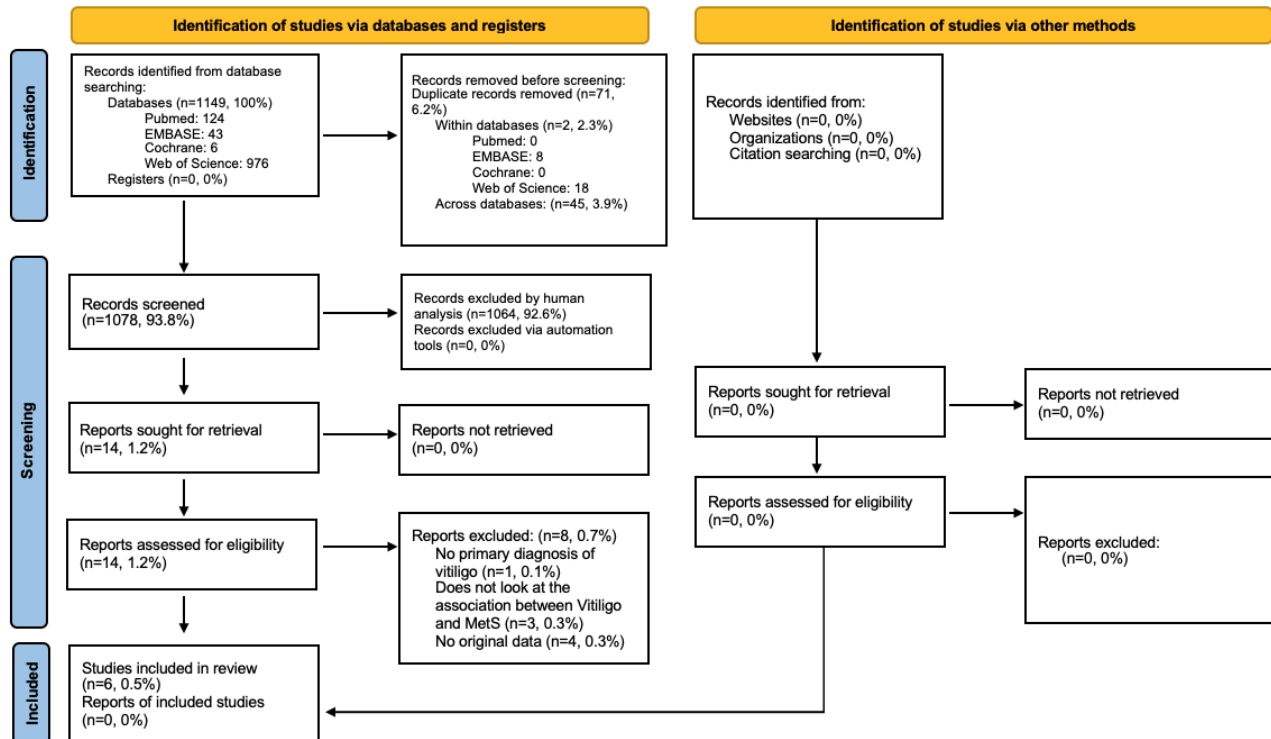 Identification of studies via databases and registers
Identification of studies via other methods
Identification
Records identified from database
searching:
Databases (n=1149, 100%)
Pubmed: 124
EMBASE: 43
Cochrane: 6
Web of Science: 976
Registers (n=0, 0%)
Records removed before screening:
Duplicate records removed (n=71,
6.2%)
Within databases (n=2, 2.3%)
Pubmed: 0
EMBASE: 8
Cochrane: 0
Web of Science: 18
Across databases: (n=45, 3.9%)
Records identified from:
Websites (n=0, 0%)
Organizations (n=0, 0%)
Citation searching (n=0, 0%)
Screening
Records screened
(n=1078, 93.8%)
Records excluded by human
analysis (n=1064, 92.6%)
Records excluded via automation
tools (n=0, 0%)
Reports sought for retrieval
(n=14, 1.2%)
Reports not retrieved
(n=0, 0%)
Reports sought for retrieval
(n=0, 0%)
Reports not retrieved
(n=0, 0%)
Reports assessed for eligibility
(n=14, 1.2%)
Reports excluded: (n=8, 0.7%)
No primary diagnosis of
vitiligo (n=1, 0.1%)
Does not look at the
association between Vitiligo
and MetS (n=3, 0.3%)
No original data (n=4, 0.3%)
Reports assessed for eligibility
(n=0, 0%)
Reports excluded:
(n=0, 0%)
Included
Studies included in review
(n=6, 0.5%)
Reports of included studies
(n=0, 0%)